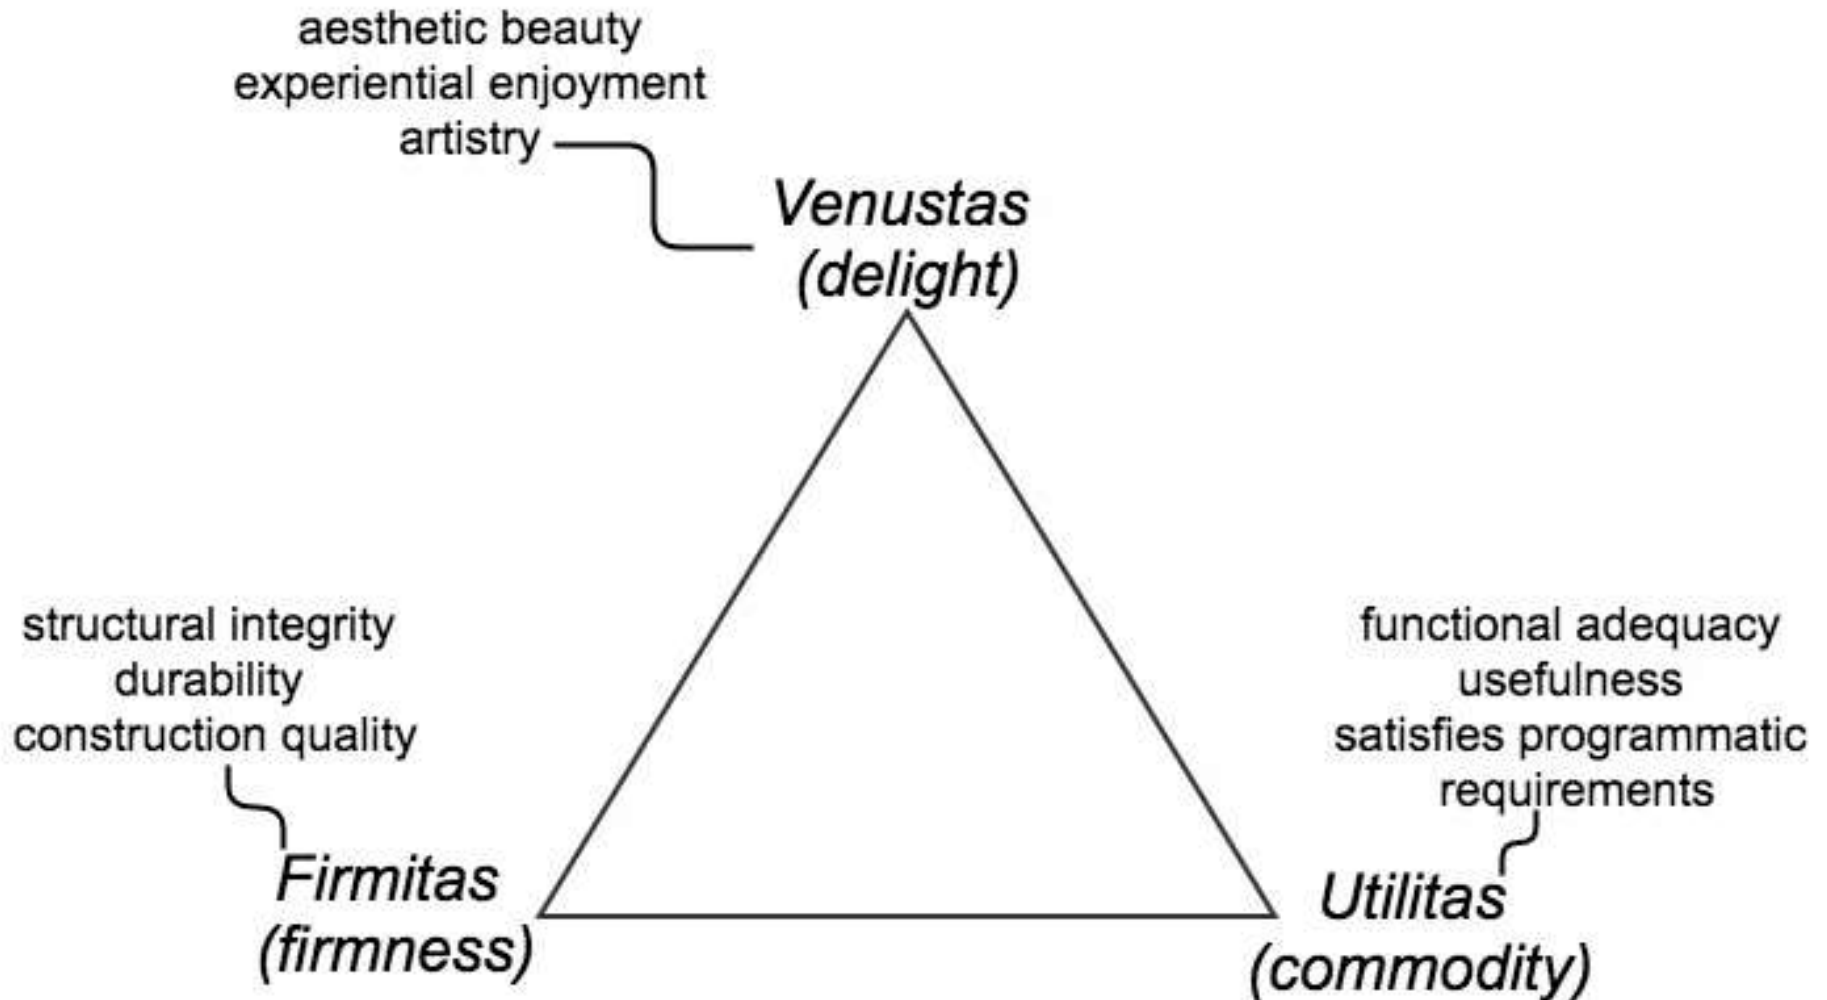 aesthetic beauty
experiential enjoyment
artistry
Venustas
(delight)
structural integrity
durability
construction quality
Firmitas
(firmness)
functional adequacy
usefulness
satisfies programmatic
requirements
Utilitas
(commodity)